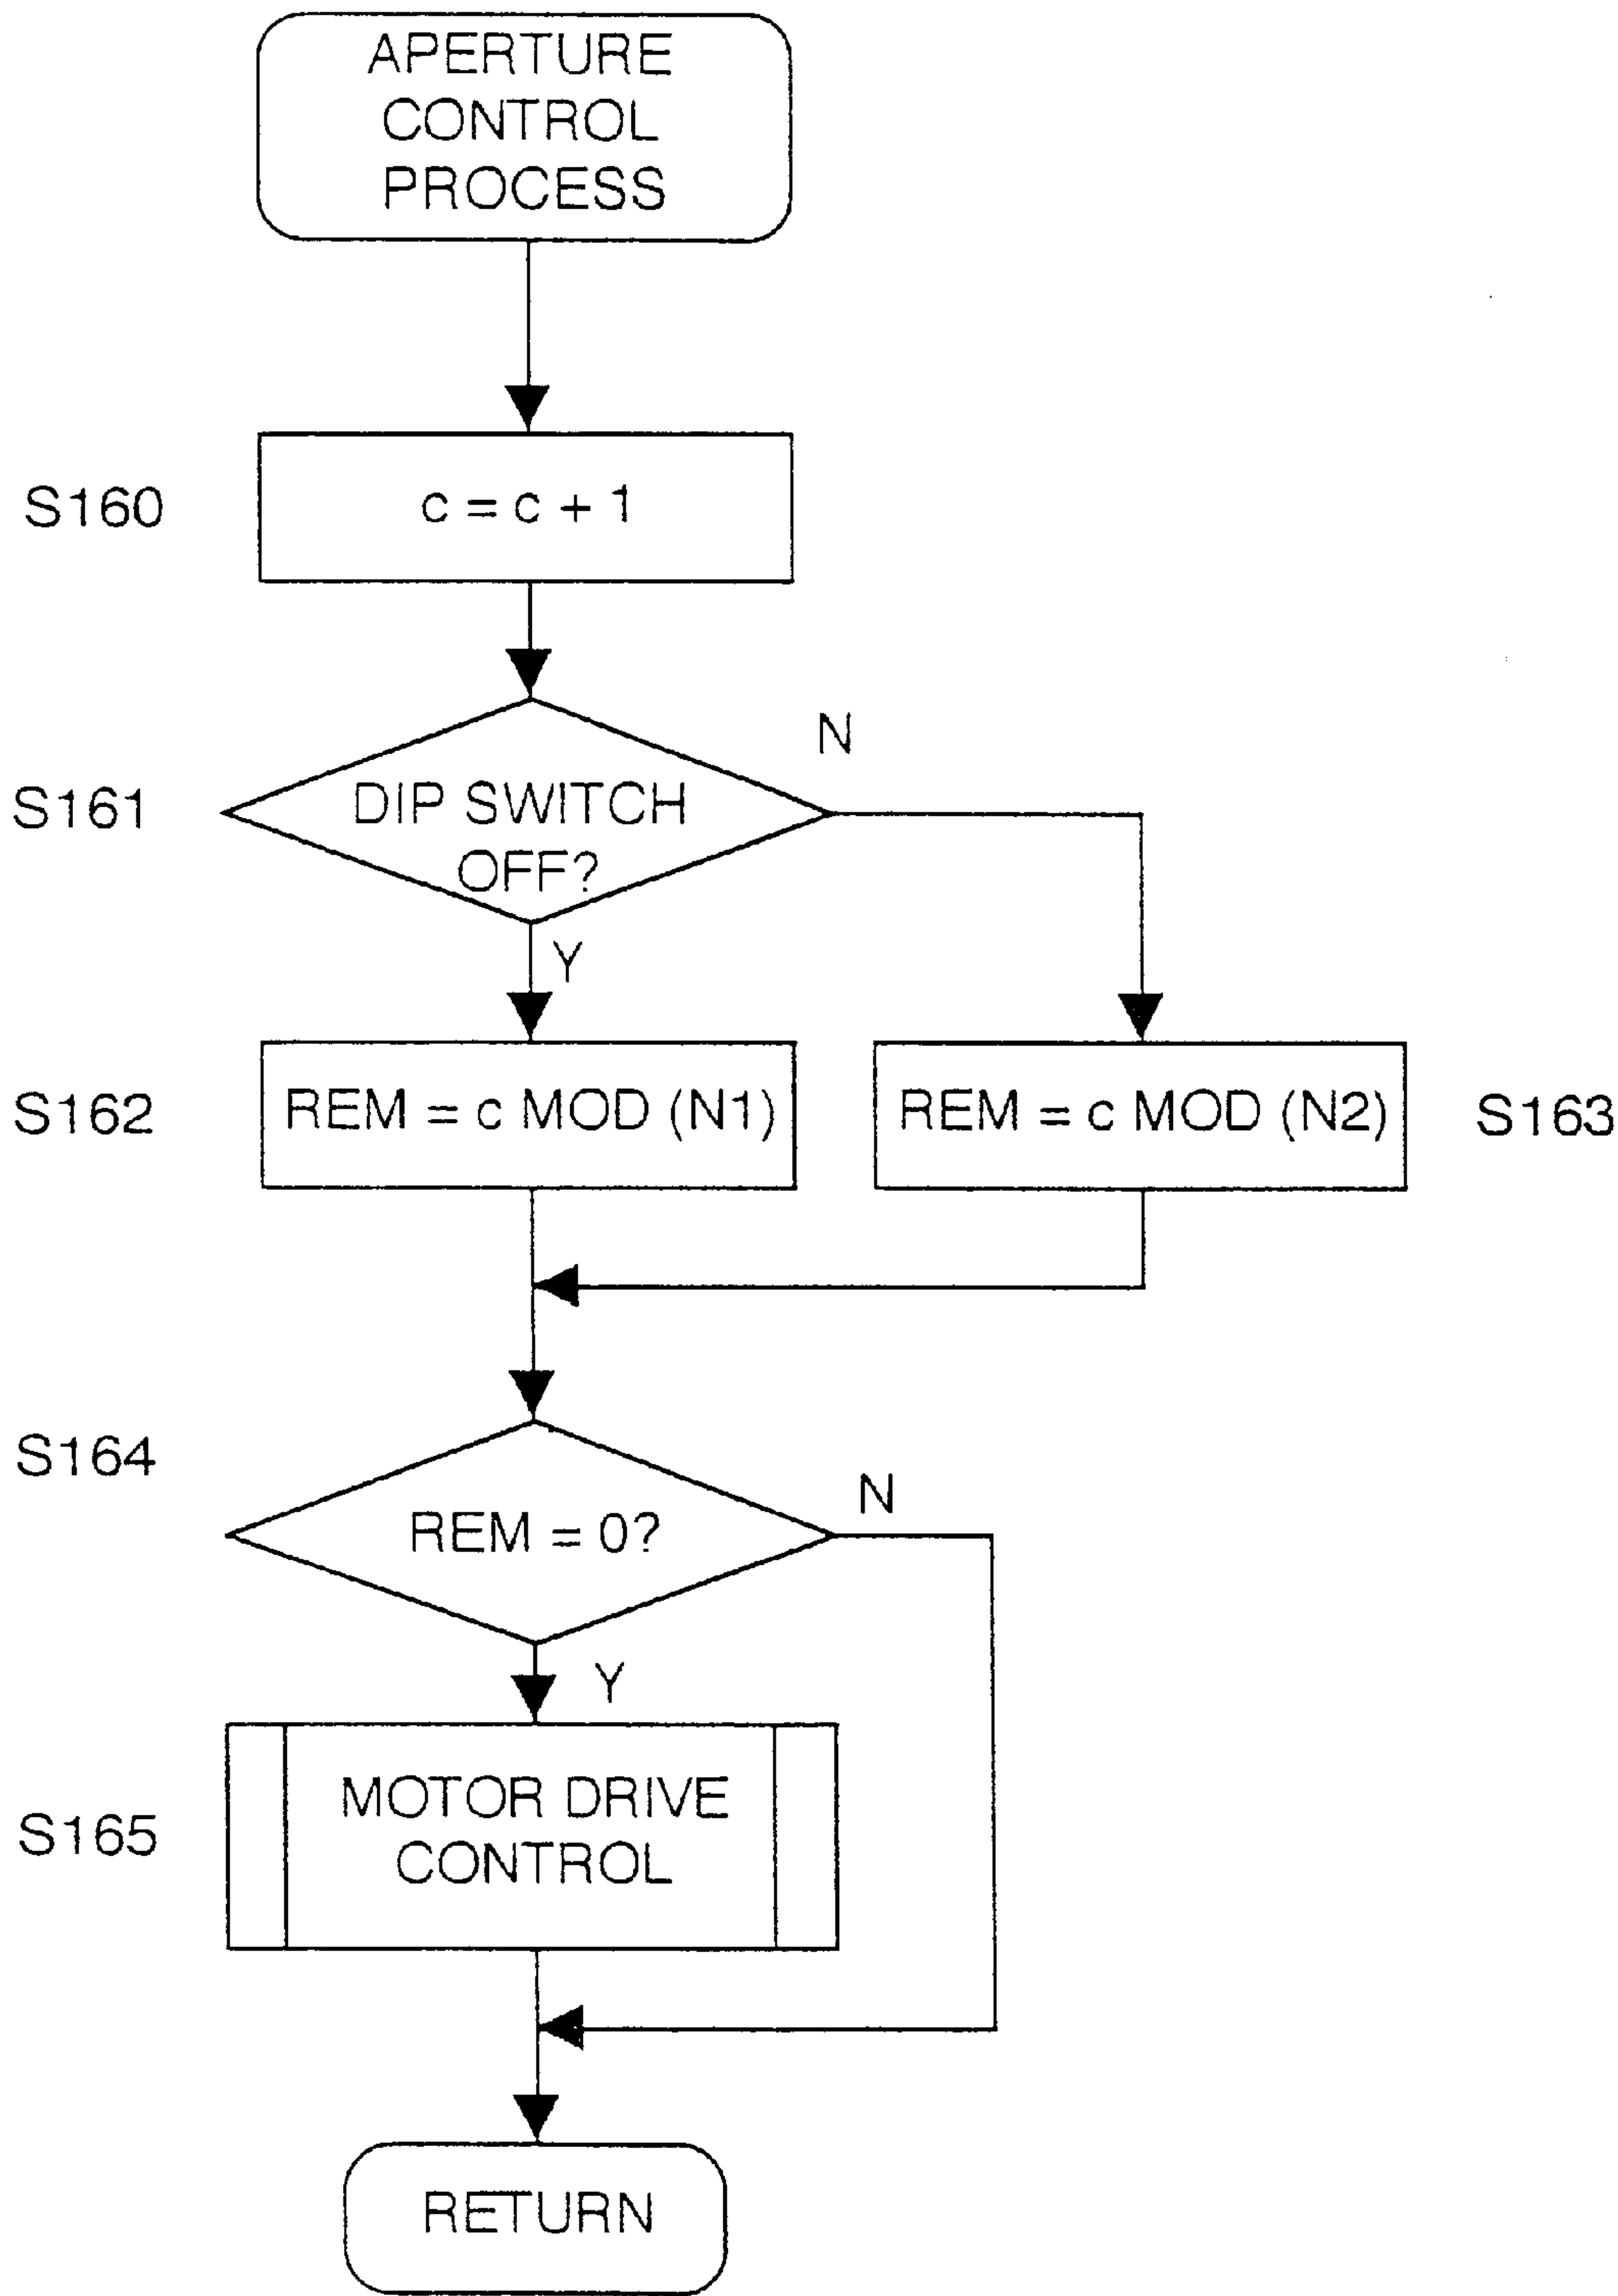 APERTURE
CONTROL
PROCESS
S160
c = c + 1
N
S161
DIP SWITCH
OFF?
Y
S162
REM = c MOD (N1)
REM = c MOD (N2)
S163
S164
N
REM = 0?
Y
S165
MOTOR DRIVE
CONTROL
RETURN